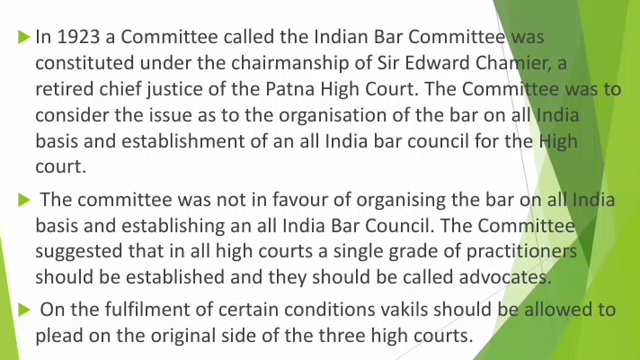 In 1923 a Committee called the Indian Bar Committee was
constituted under the chairmanship of Sir Edward Chamier, a
retired chief justice of the Patna High Court. The Committee was to
consider the issue as to the organisation of the bar on all India
basis and establishment of an all India bar council for the High
court.
The committee was not in favour of organising the bar on all India
basis and establishing an all India Bar Council. The Committee
suggested that in all high courts a single grade of practitioners
should be established and they should be called advocates.
On the fulfilment of certain conditions vakils should be allowed to
plead on the original side of the three high courts.